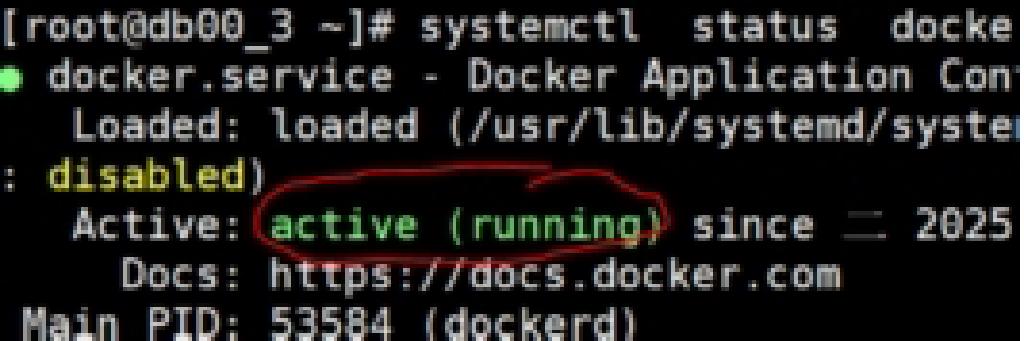 [root@db00_3 ~]# systemctl  status  docke
● docker.service - Docker Application Con
Loaded: loaded (/usr/lib/systemd/system
: disabled)
Active: active (running) since 二 2025
Docs: https://docs.docker.com
Main PID: 53584 (dockerd)